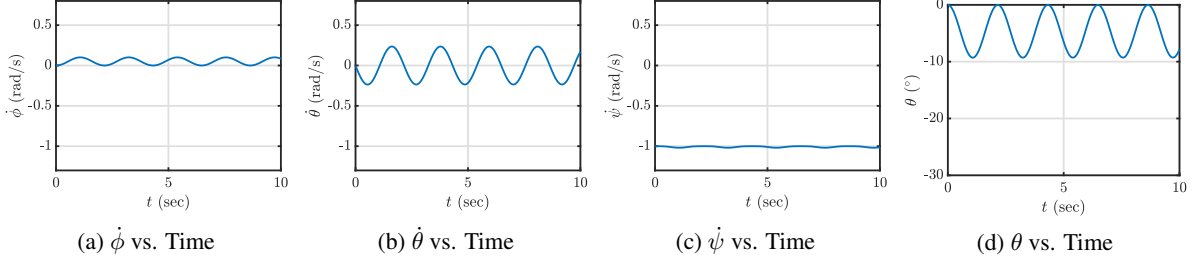 0.5
0
-0.5
-1
0 5 10
t (sec)
ϕ̇ (rad/s)
(a) ϕ̇ vs. Time
0.5
0
-0.5
-1
0 5 10
t (sec)
θ̇ (rad/s)
(b) θ̇ vs. Time
0.5
0
-0.5
-1
0 5 10
t (sec)
ψ̇ (rad/s)
(c) ψ̇ vs. Time
0
-10
-20
-30
0 5 10
t (sec)
θ (°)
(d) θ vs. Time